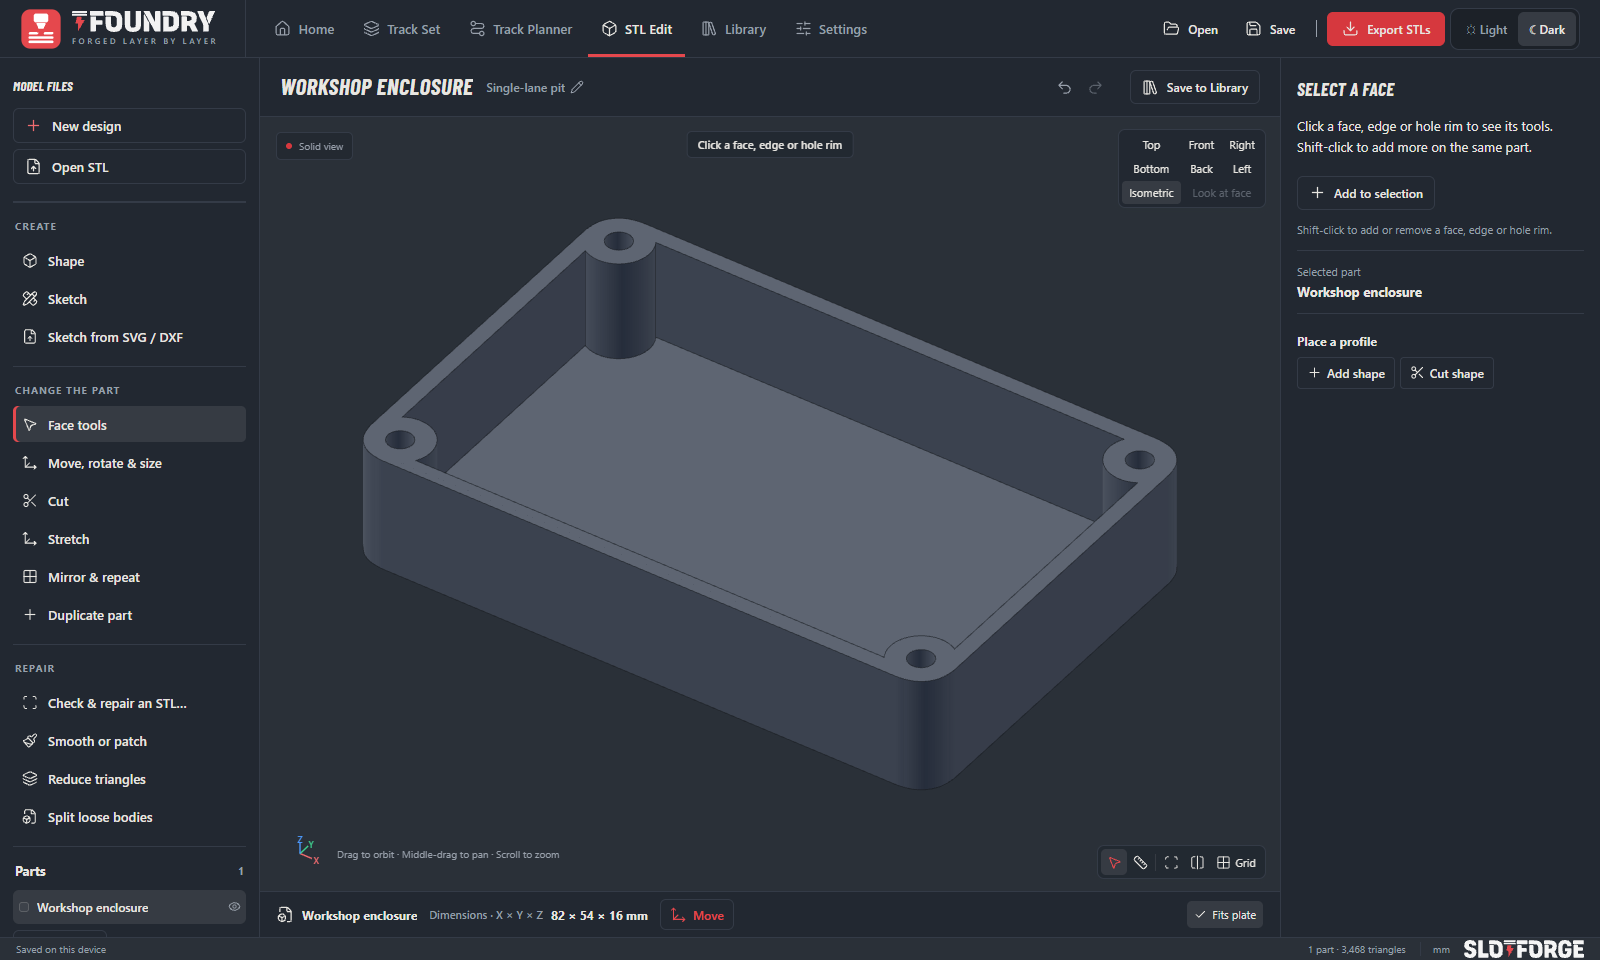 FOUNDRY
FORGED LAYER BY LAYER
Home
Track Set
Track Planner
STL Edit
Library
Settings
Open
Save
Export STLs
Light
Dark
MODEL FILES
New design
Open STL
CREATE
Shape
Sketch
Sketch from SVG / DXF
CHANGE THE PART
Face tools
Move, rotate & size
Cut
Stretch
Mirror & repeat
Duplicate part
REPAIR
Check & repair an STL...
Smooth or patch
Reduce triangles
Split loose bodies
Parts 1
Workshop enclosure
WORKSHOP ENCLOSURE Single-lane pit
Save to Library
Solid view
Click a face, edge or hole rim
Top Front Right
Bottom Back Left
Isometric Look at face
Z Y X
Drag to orbit · Middle-drag to pan · Scroll to zoom
Grid
Workshop enclosure Dimensions · X × Y × Z 82 × 54 × 16 mm Move
Fits plate
SELECT A FACE
Click a face, edge or hole rim to see its tools.
Shift-click to add more on the same part.
Add to selection
Shift-click to add or remove a face, edge or hole rim.
Selected part
Workshop enclosure
Place a profile
Add shape Cut shape
Saved on this device
1 part · 3,468 triangles mm SLOTFORGE